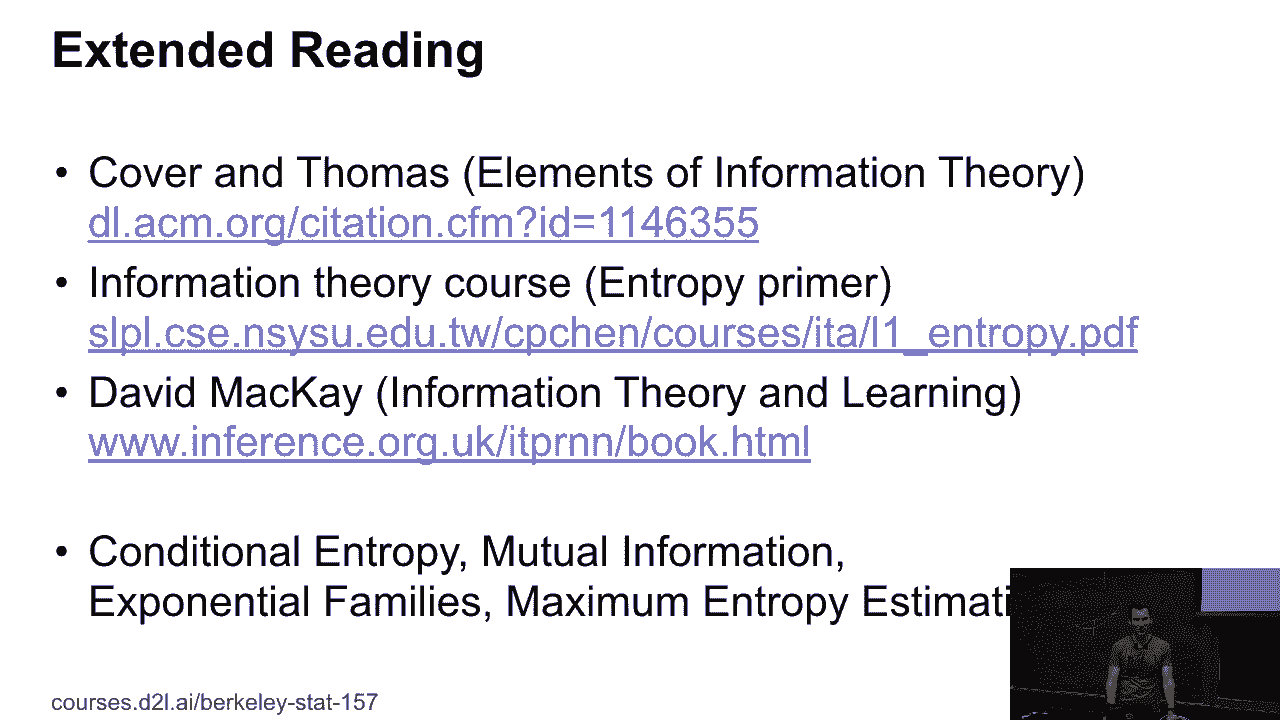 Extended Reading
• Cover and Thomas (Elements of Information Theory)
dl.acm.org/citation.cfm?id=1146355
• Information theory course (Entropy primer)
slpl.cse.nsysu.edu.tw/cpchen/courses/ita/l1_entropy.pdf
• David MacKay (Information Theory and Learning)
www.inference.org.uk/itprnn/book.html
• Conditional Entropy, Mutual Information,
Exponential Families, Maximum Entropy Estimati
courses.d2l.ai/berkeley-stat-157